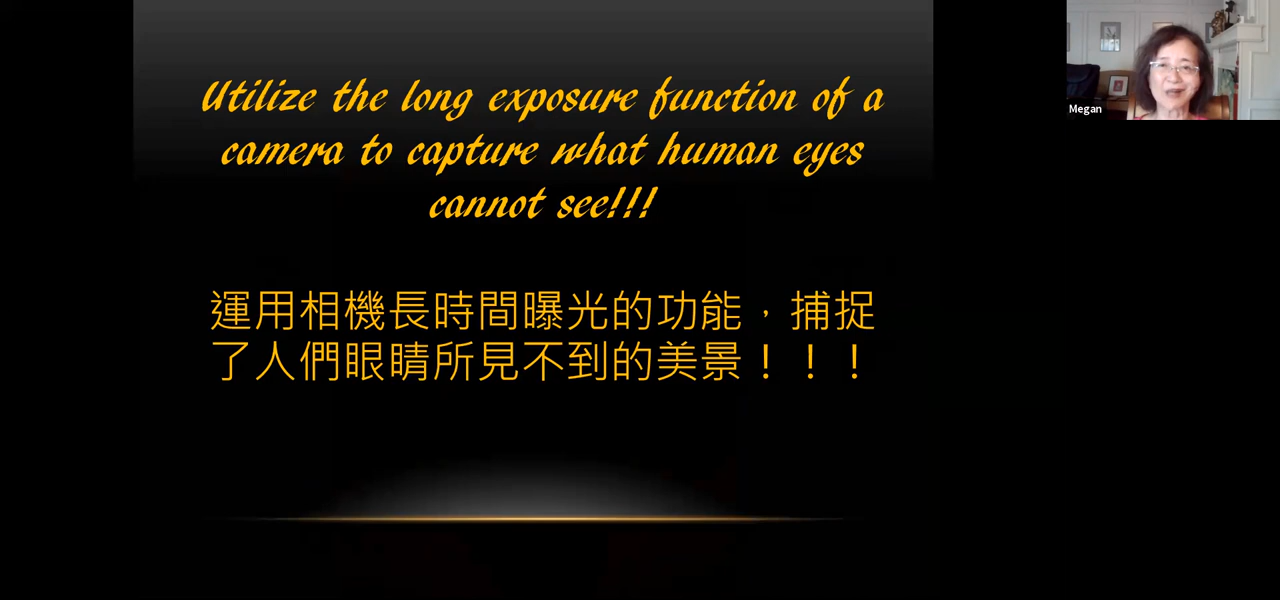 Utilize the long exposure function of a
camera to capture what human eyes
cannot see!!!
運用相機長時間曝光的功能，捕捉
了人們眼睛所見不到的美景！！！
Megan